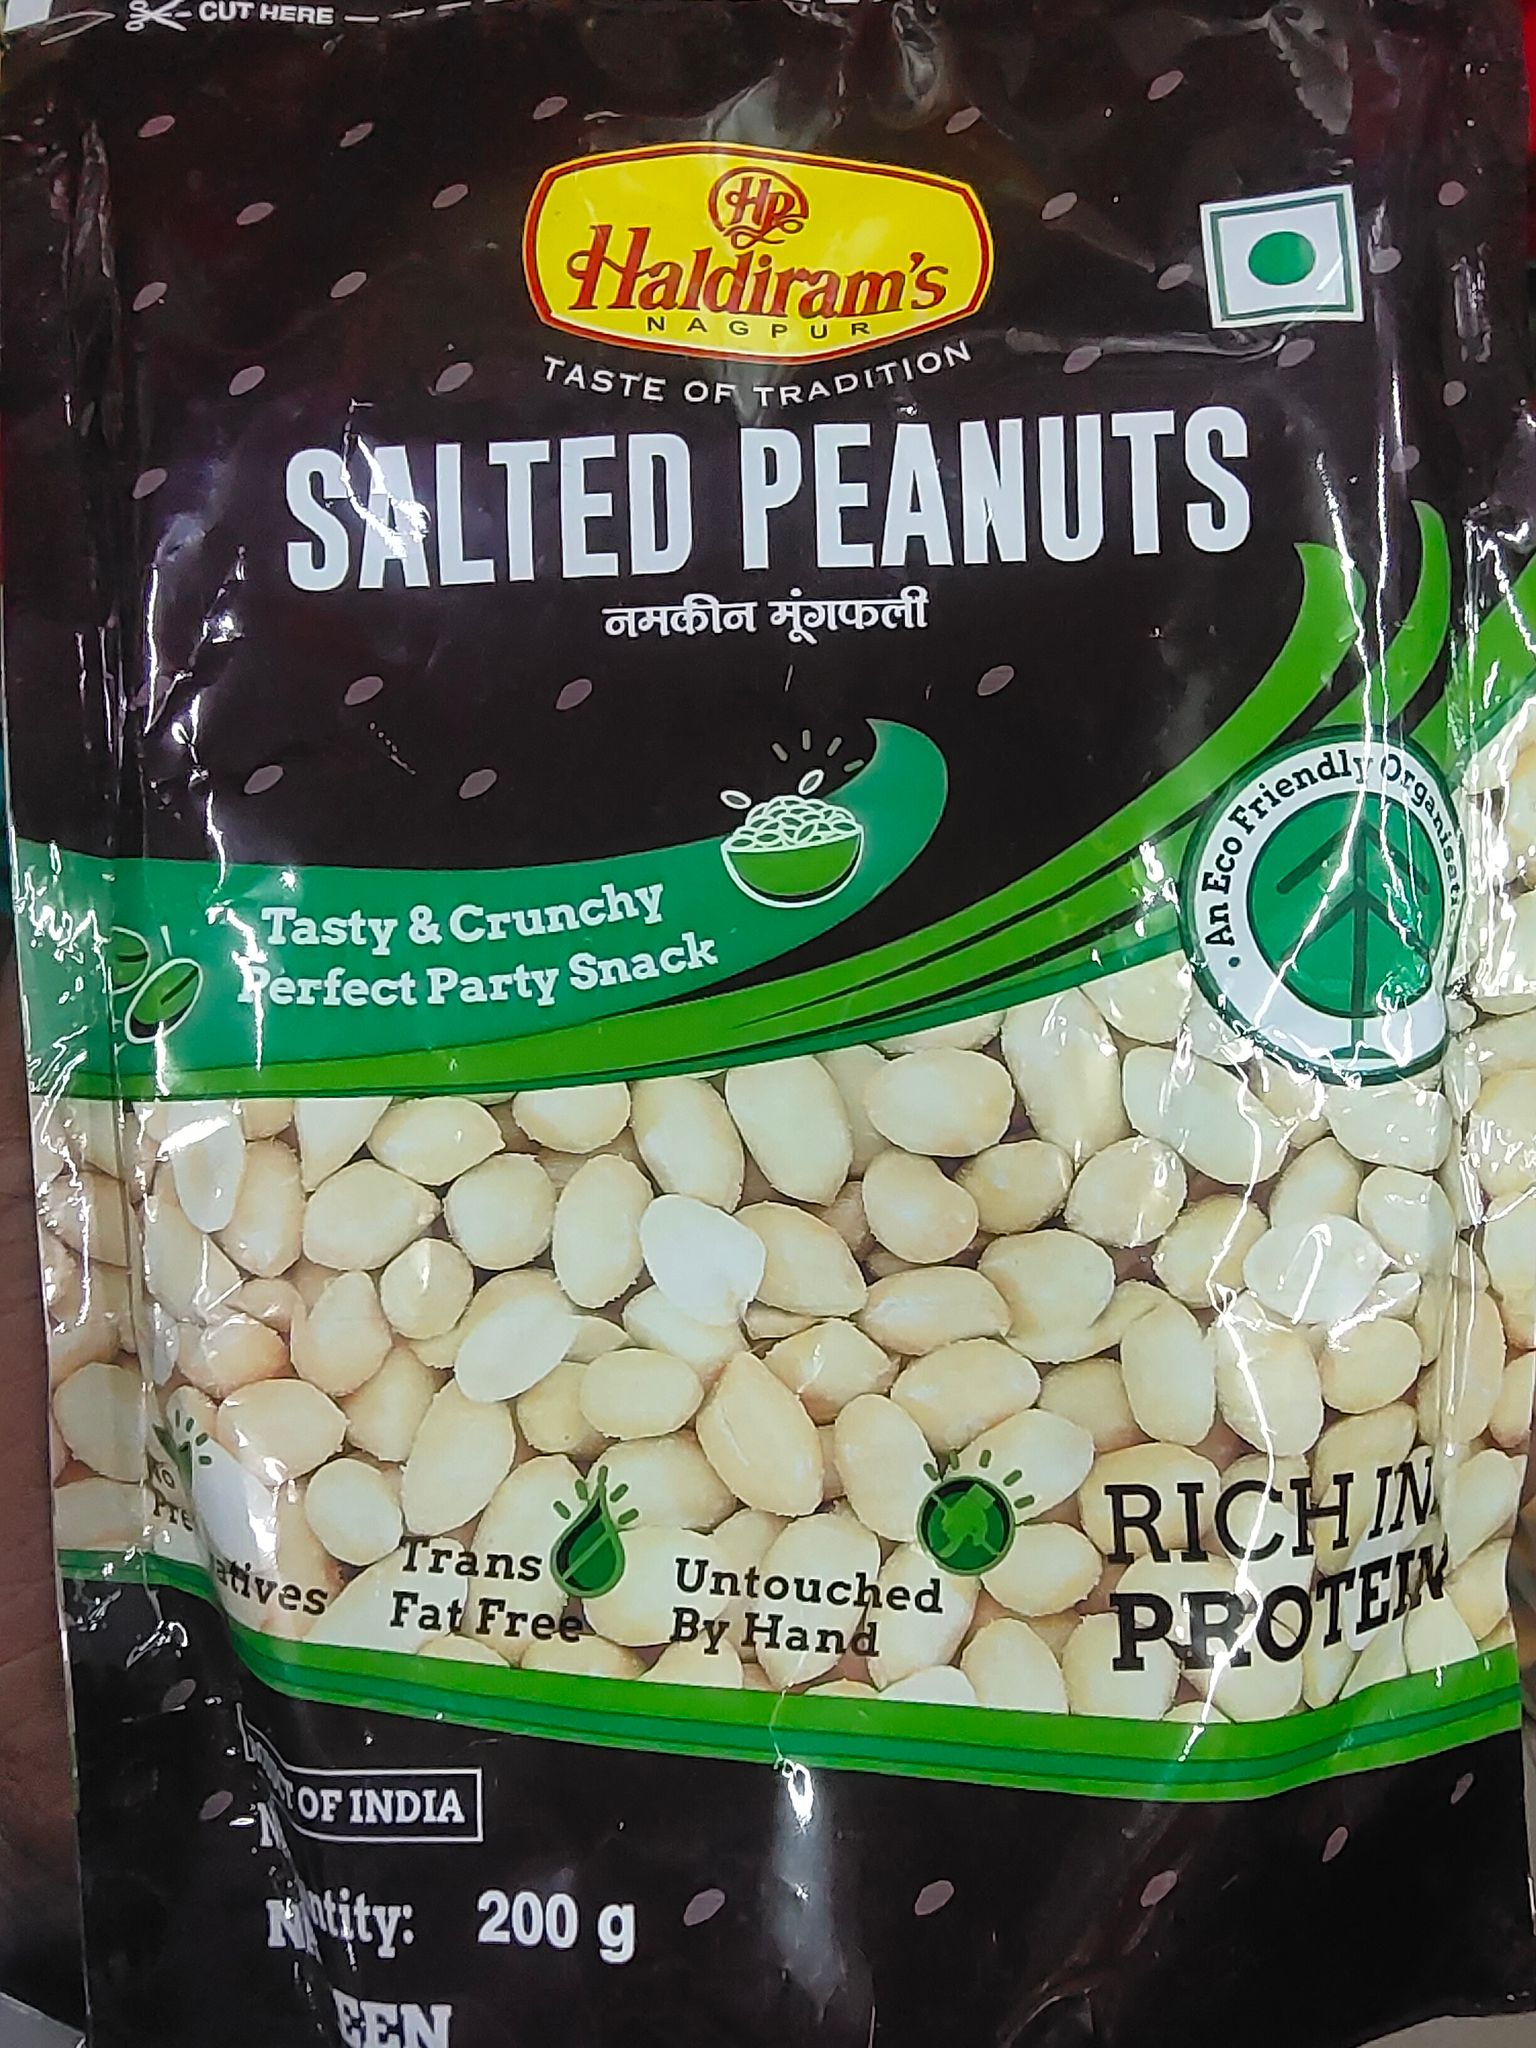 CUT HERE
HR
Haldiram's
NAGPUR
TASTE OF TRADITION
SALTED PEANUTS
नमकीन मूंगफली
An Eco Friendly
Tasty & Crunchy
Perfect Party Snack
RICH IN
PROTEIN
Trans
Fat Free
Untouched
By Hand
OF INDIA
200 g